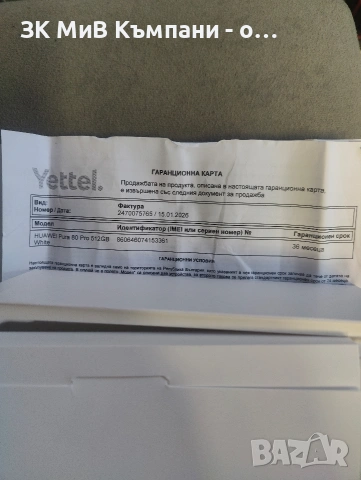 ЗК МиВ Къмпани - о...
Yettel.
ГАРАНЦИОННА КАРТА
Продажбата на продукта, описана в настоящата гаранционна карта,
е извършена със следния документ за продажба
Вид: Фактура
Номер / Дата: 2470075765 / 15.01.2026
Модел Идентификатор (IMEI или сериен номер) № Гаранционен срок
HUAWEI Pura 80 Pro 512GB 860646074153361 36 месеца
White
ГАРАНЦИОННИ УСЛОВИЯ
BAZAR